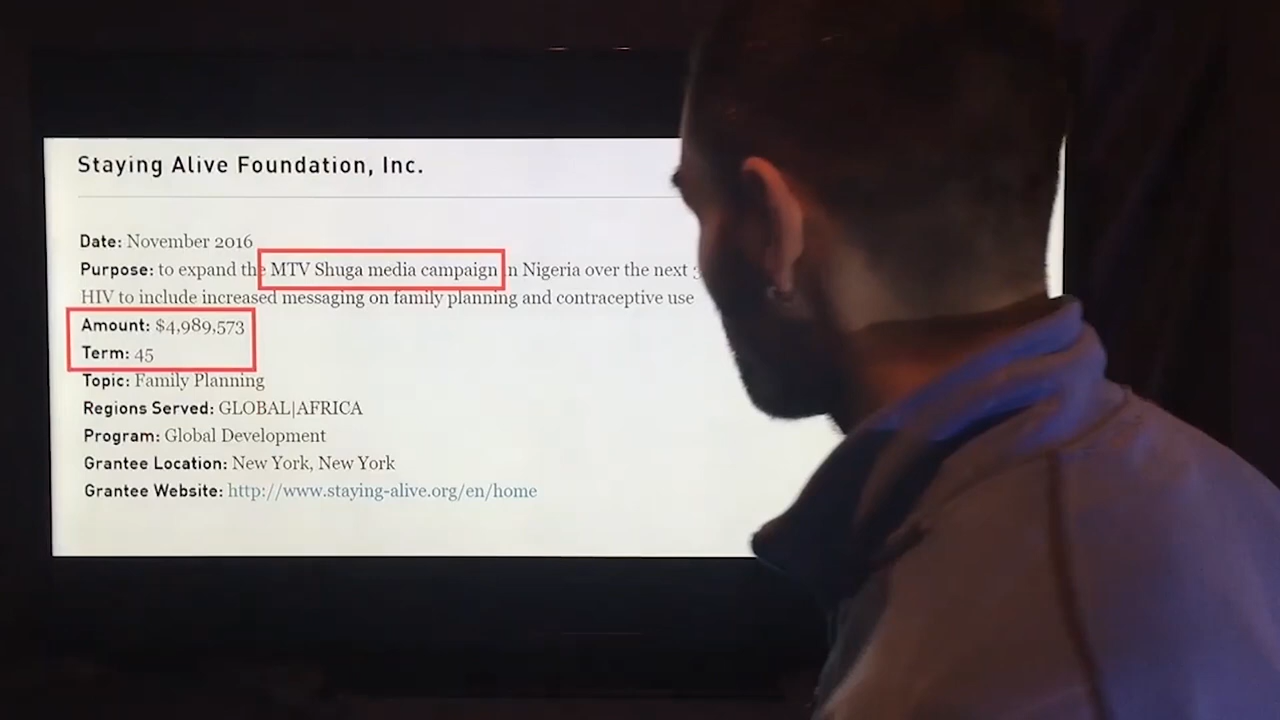 Staying Alive Foundation, Inc.
Date: November 2016
Purpose: to expand the MTV Shuga media campaign in Nigeria over the next
HIV to include increased messaging on family planning and contraceptive use
Amount: $4,989,573
Term: 45
Topic: Family Planning
Regions Served: GLOBAL|AFRICA
Program: Global Development
Grantee Location: New York, New York
Grantee Website: http://www.staying-alive.org/en/home